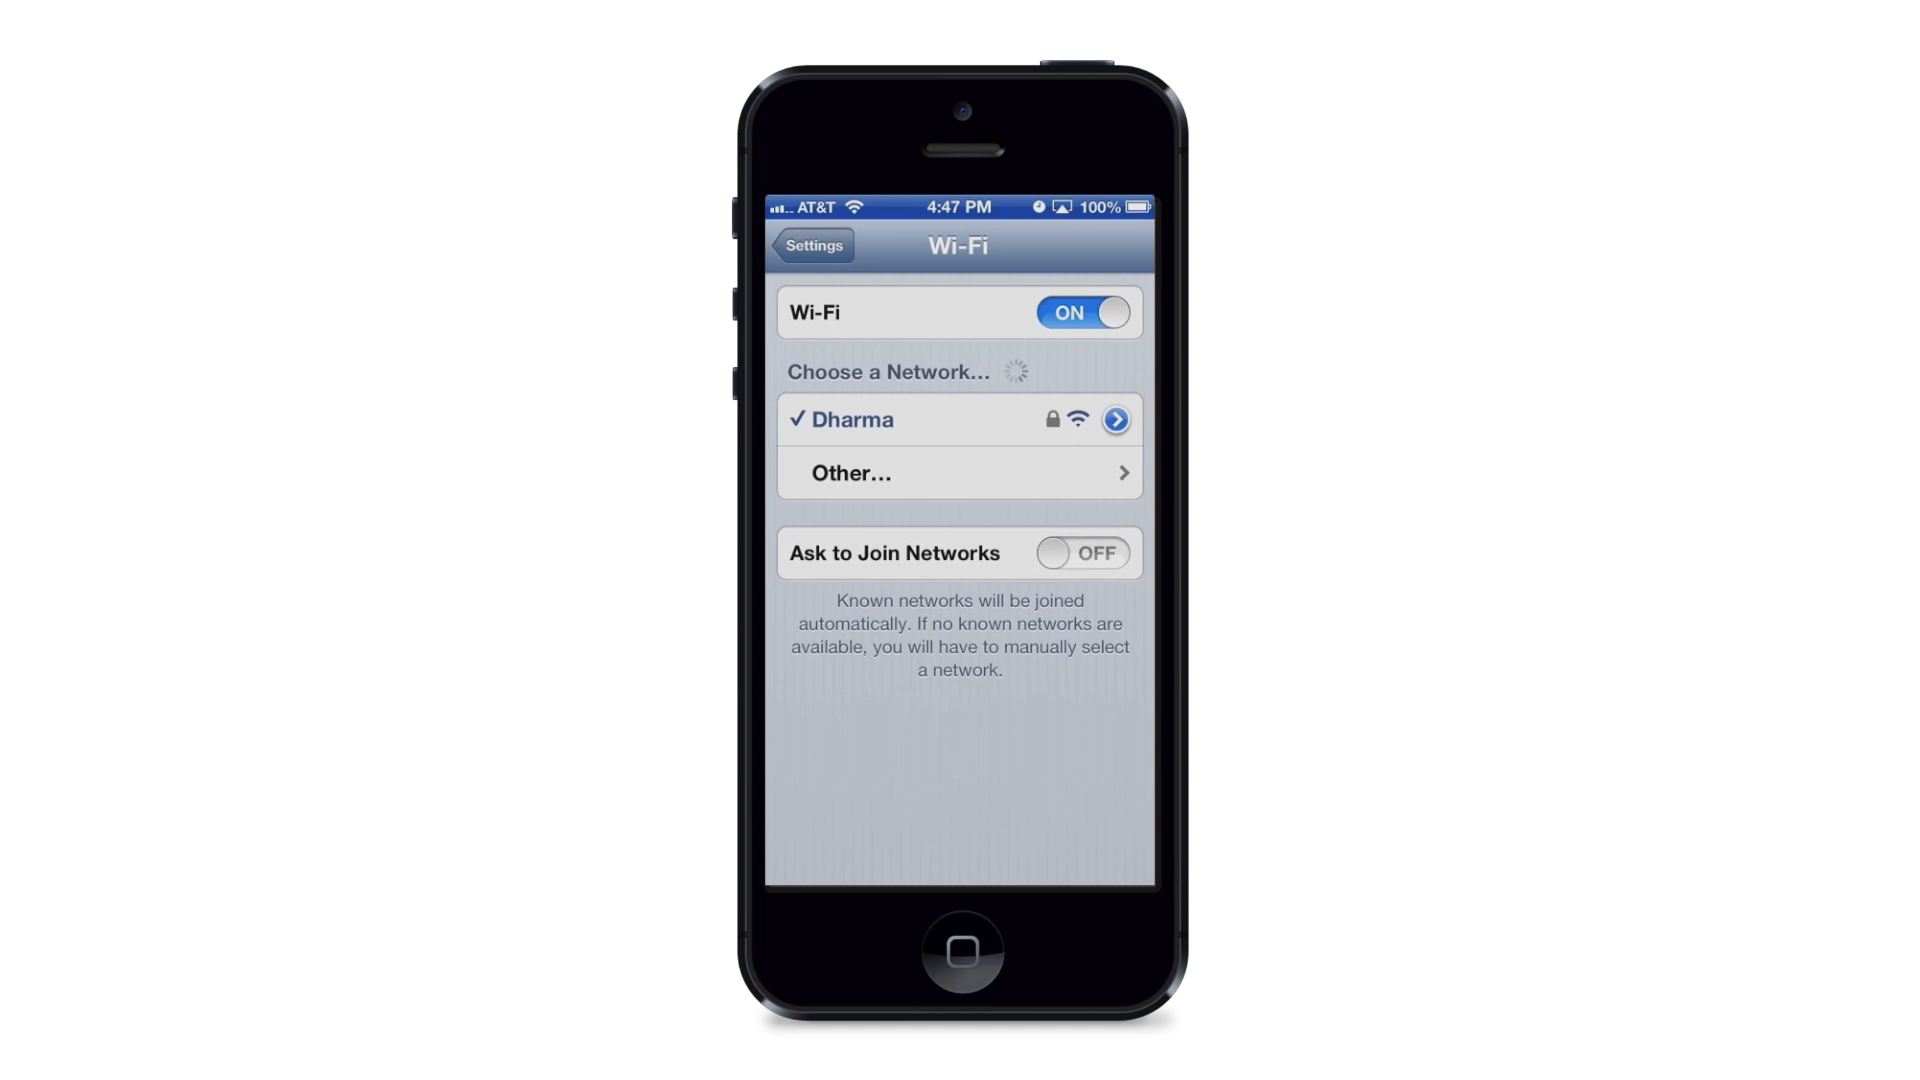 AT&T 4:47 PM 100%
Settings Wi-Fi
Wi-Fi ON
Choose a Network...
Dharma
Other...
Ask to Join Networks OFF
Known networks will be joined
automatically. If no known networks are
available, you will have to manually select
a network.